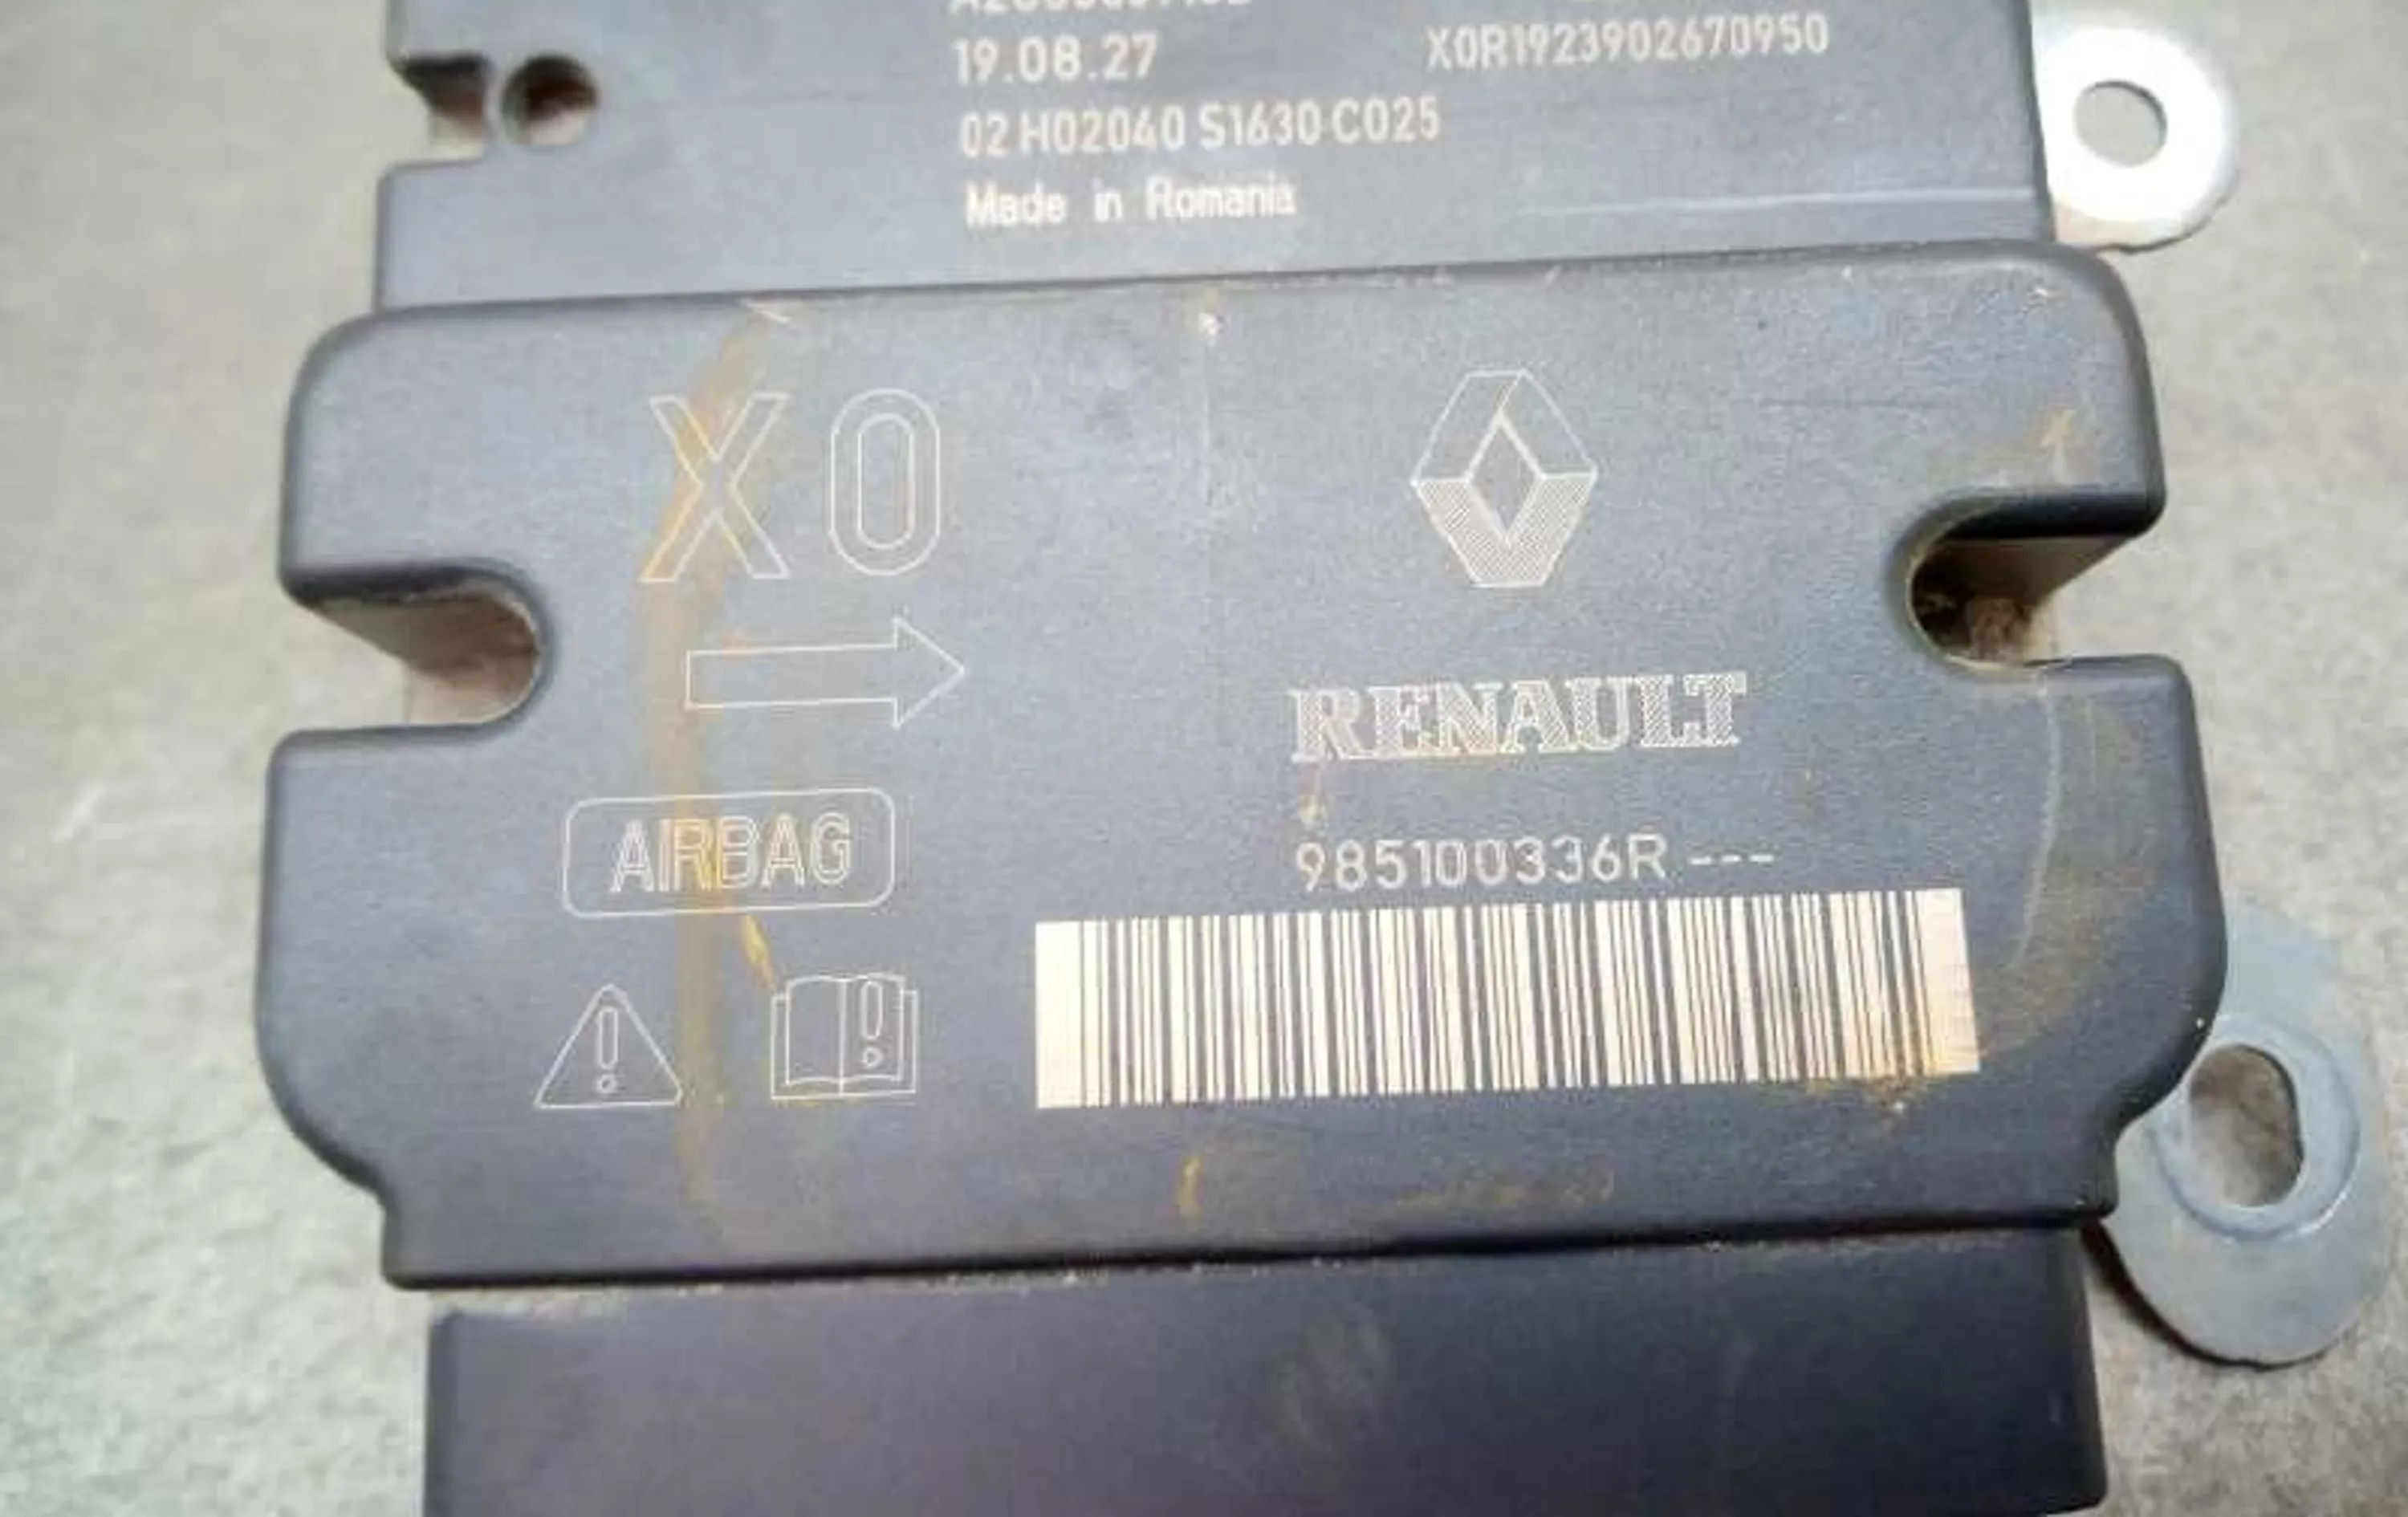 19.08.27
X0R1923902670950
02 H02040 S1630 C025
Made in Romania
X0
RENAULT
AIRBAG
985100336R---